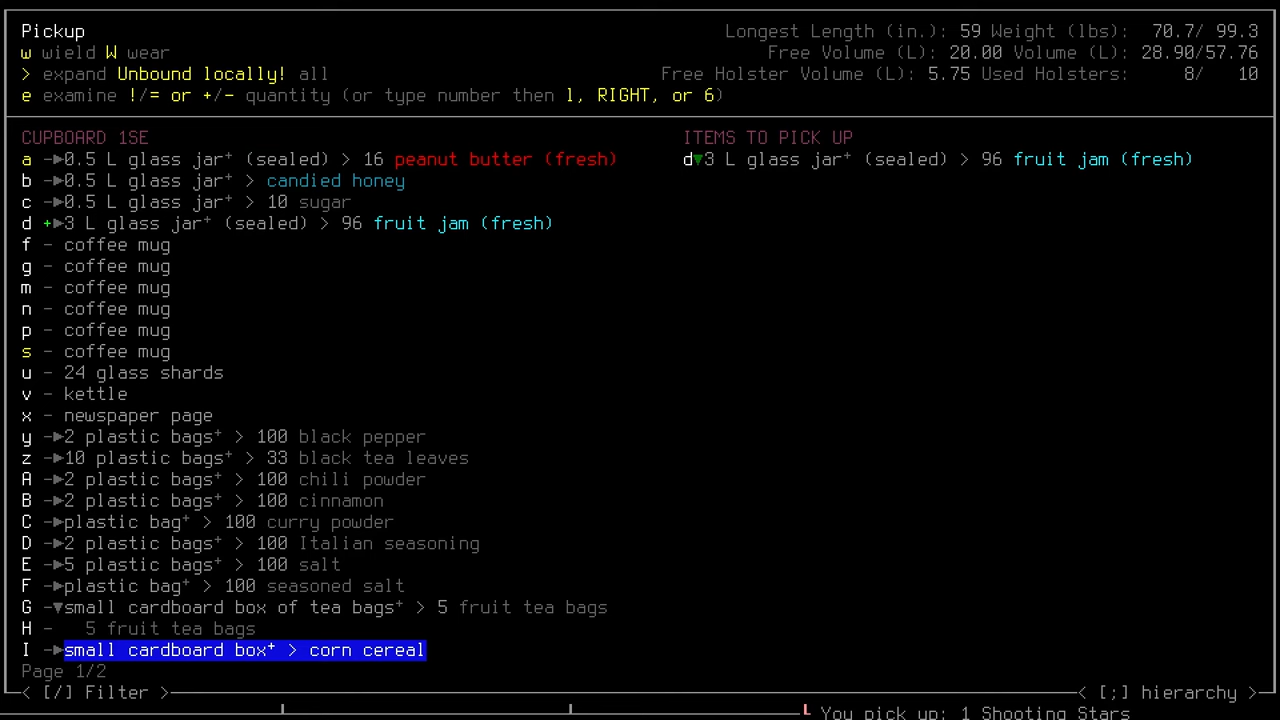 Pickup Longest Length (in.): 59 Weight (lbs): 70.7/ 99.3
w wield W wear Free Volume (L): 20.00 Volume (L): 28.90/57.76
> expand Unbound locally! all Free Holster Volume (L): 5.75 Used Holsters: 8/ 10
e examine !/= or +/- quantity (or type number then l, RIGHT, or 6)
CUPBOARD 1SE ITEMS TO PICK UP
a -►0.5 L glass jar⁺ (sealed) > 16 peanut butter (fresh) d▼3 L glass jar⁺ (sealed) > 96 fruit jam (fresh)
b -►0.5 L glass jar⁺ > candied honey
c -►0.5 L glass jar⁺ > 10 sugar
d +►3 L glass jar⁺ (sealed) > 96 fruit jam (fresh)
f - coffee mug
g - coffee mug
m - coffee mug
n - coffee mug
p - coffee mug
s - coffee mug
u - 24 glass shards
v - kettle
x - newspaper page
y -►2 plastic bags⁺ > 100 black pepper
z -►10 plastic bags⁺ > 33 black tea leaves
A -►2 plastic bags⁺ > 100 chili powder
B -►2 plastic bags⁺ > 100 cinnamon
C -►plastic bag⁺ > 100 curry powder
D -►2 plastic bags⁺ > 100 Italian seasoning
E -►5 plastic bags⁺ > 100 salt
F -►plastic bag⁺ > 100 seasoned salt
G -▼small cardboard box of tea bags⁺ > 5 fruit tea bags
H - 5 fruit tea bags
I -►small cardboard box⁺ > corn cereal
Page 1/2
< [/] Filter > < [;] hierarchy >
L You pick up: 1 Shooting Stars